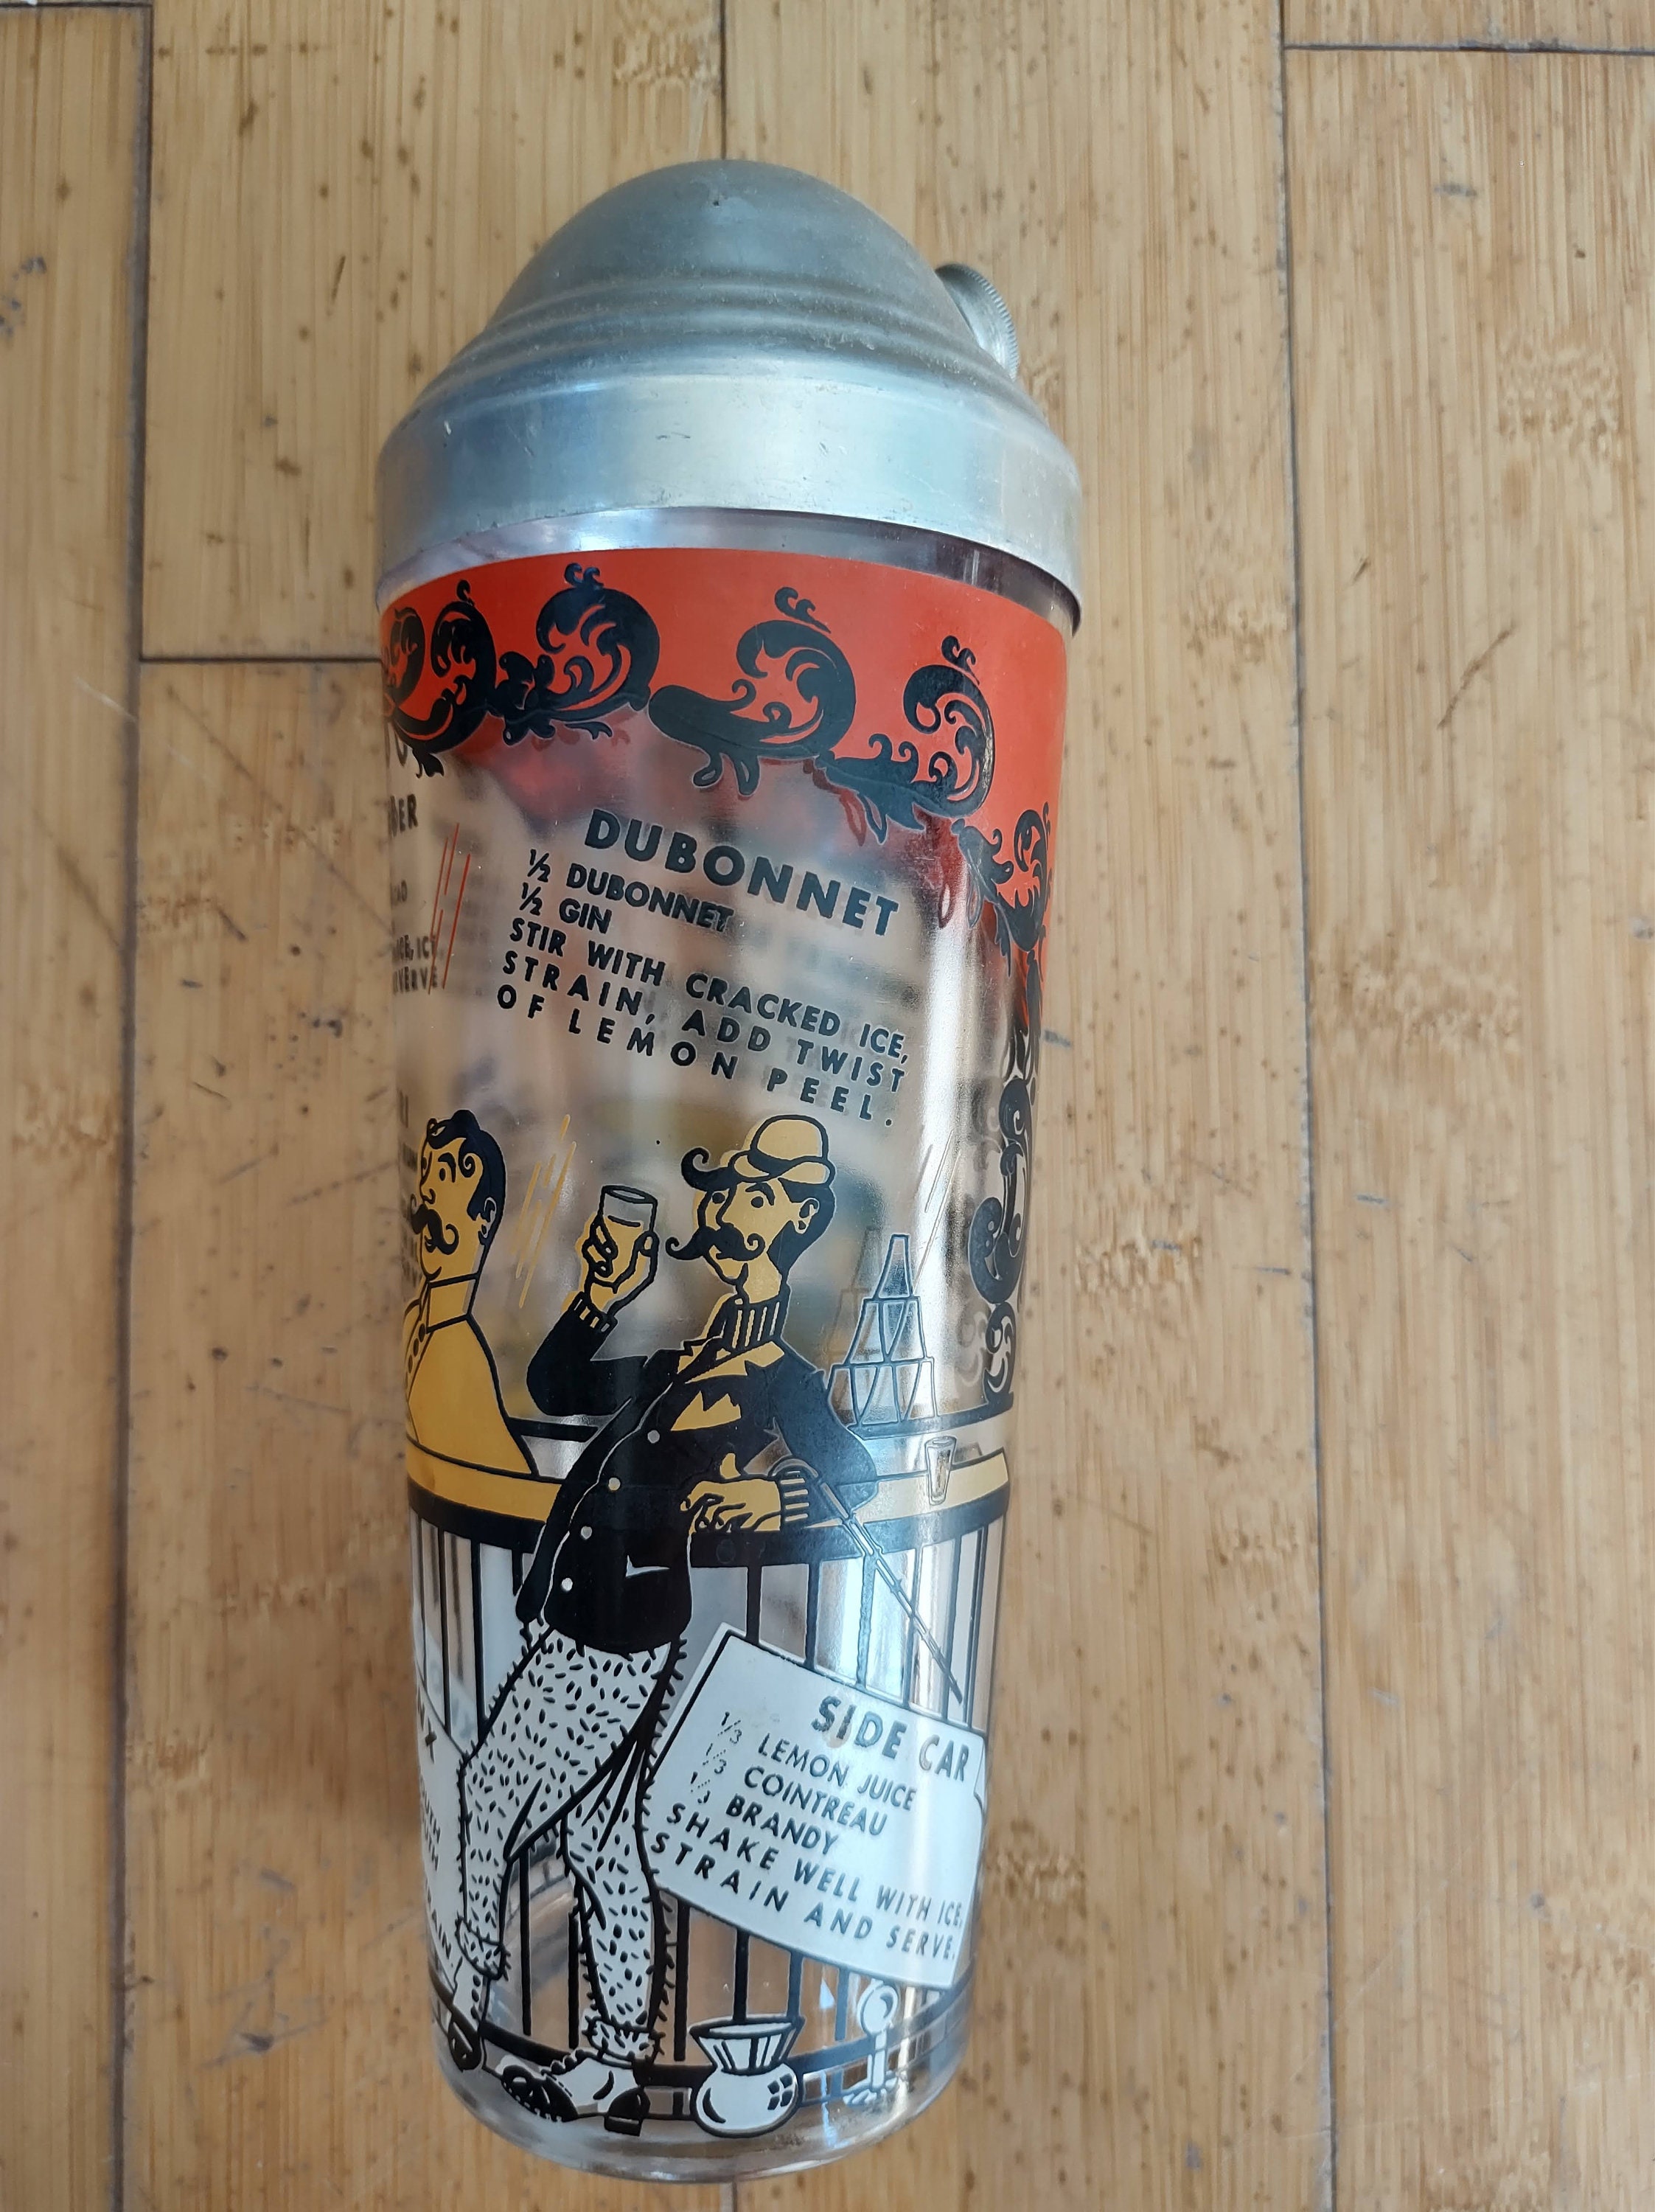 DUBONNET
½ DUBONNET
½ GIN
STIR WITH CRACKED ICE,
STRAIN, ADD TWIST
OF LEMON PEEL.
SIDE CAR
⅓ LEMON JUICE
⅓ COINTREAU
⅓ BRANDY
SHAKE WELL WITH ICE,
STRAIN AND SERVE.